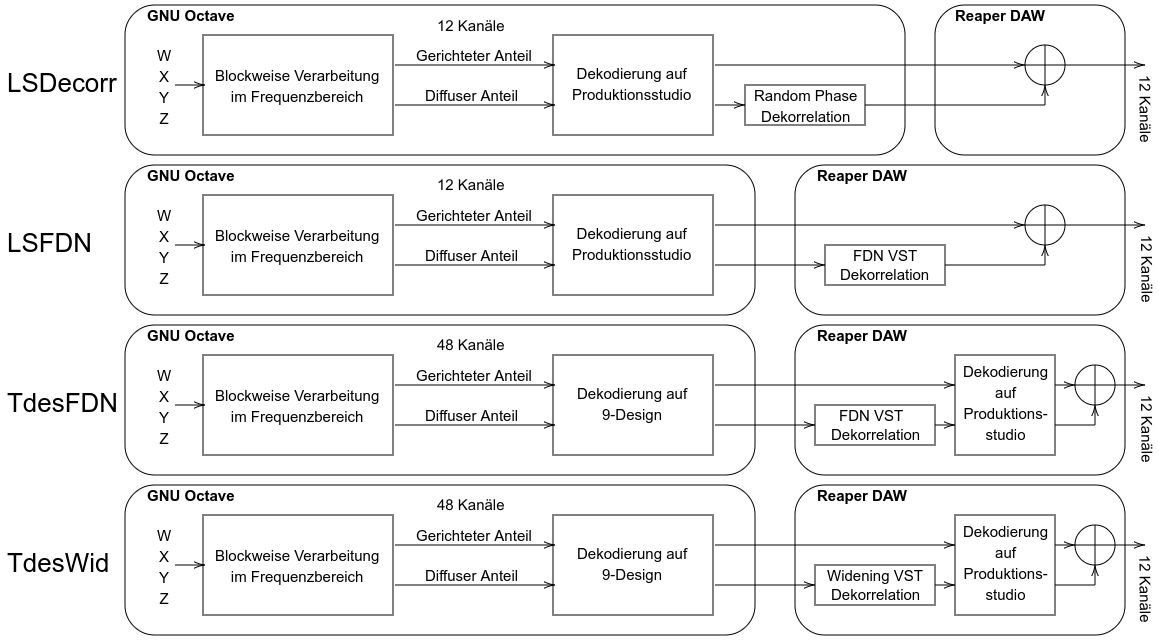 LSDecorr
GNU Octave
W
X
Y
Z
Blockweise Verarbeitung
im Frequenzbereich
12 Kanäle
Gerichteter Anteil
Diffuser Anteil
Dekodierung auf
Produktionsstudio
Random Phase
Dekorrelation
Reaper DAW
12 Kanäle
LSFDN
GNU Octave
W
X
Y
Z
Blockweise Verarbeitung
im Frequenzbereich
12 Kanäle
Gerichteter Anteil
Diffuser Anteil
Dekodierung auf
Produktionsstudio
Reaper DAW
FDN VST
Dekorrelation
12 Kanäle
TdesFDN
GNU Octave
W
X
Y
Z
Blockweise Verarbeitung
im Frequenzbereich
48 Kanäle
Gerichteter Anteil
Diffuser Anteil
Dekodierung auf
9-Design
Reaper DAW
FDN VST
Dekorrelation
Dekodierung
auf
Produktions-
studio
12 Kanäle
TdesWid
GNU Octave
W
X
Y
Z
Blockweise Verarbeitung
im Frequenzbereich
48 Kanäle
Gerichteter Anteil
Diffuser Anteil
Dekodierung auf
9-Design
Reaper DAW
Widening VST
Dekorrelation
Dekodierung
auf
Produktions-
studio
12 Kanäle